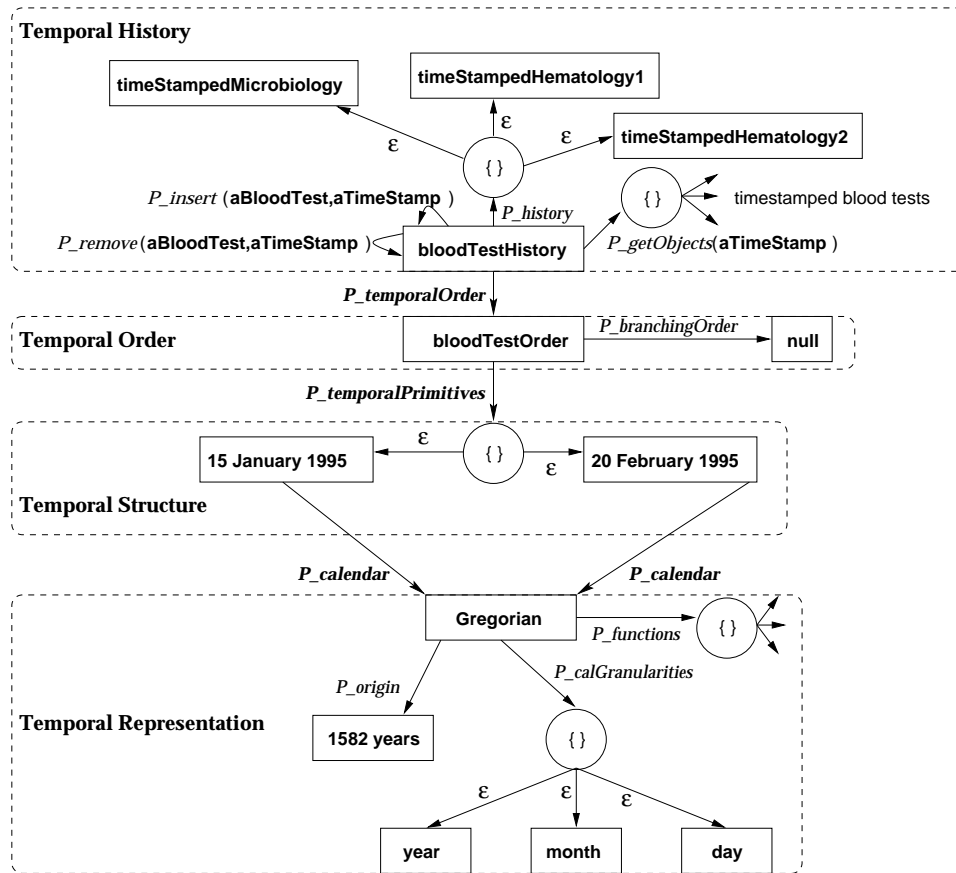 Temporal History
timeStampedMicrobiology
timeStampedHematology1
timeStampedHematology2
ε
ε
ε
{ }
{ }
timestamped blood tests
P_insert (aBloodTest,aTimeStamp )
P_history
P_remove(aBloodTest,aTimeStamp )
bloodTestHistory
P_getObjects(aTimeStamp )
P_temporalOrder
Temporal Order
bloodTestOrder
P_branchingOrder
null
P_temporalPrimitives
15 January 1995
ε
{ }
ε
20 February 1995
Temporal Structure
P_calendar
P_calendar
Gregorian
P_functions
{ }
P_origin
P_calGranularities
Temporal Representation
1582 years
{ }
ε
ε
ε
year
month
day